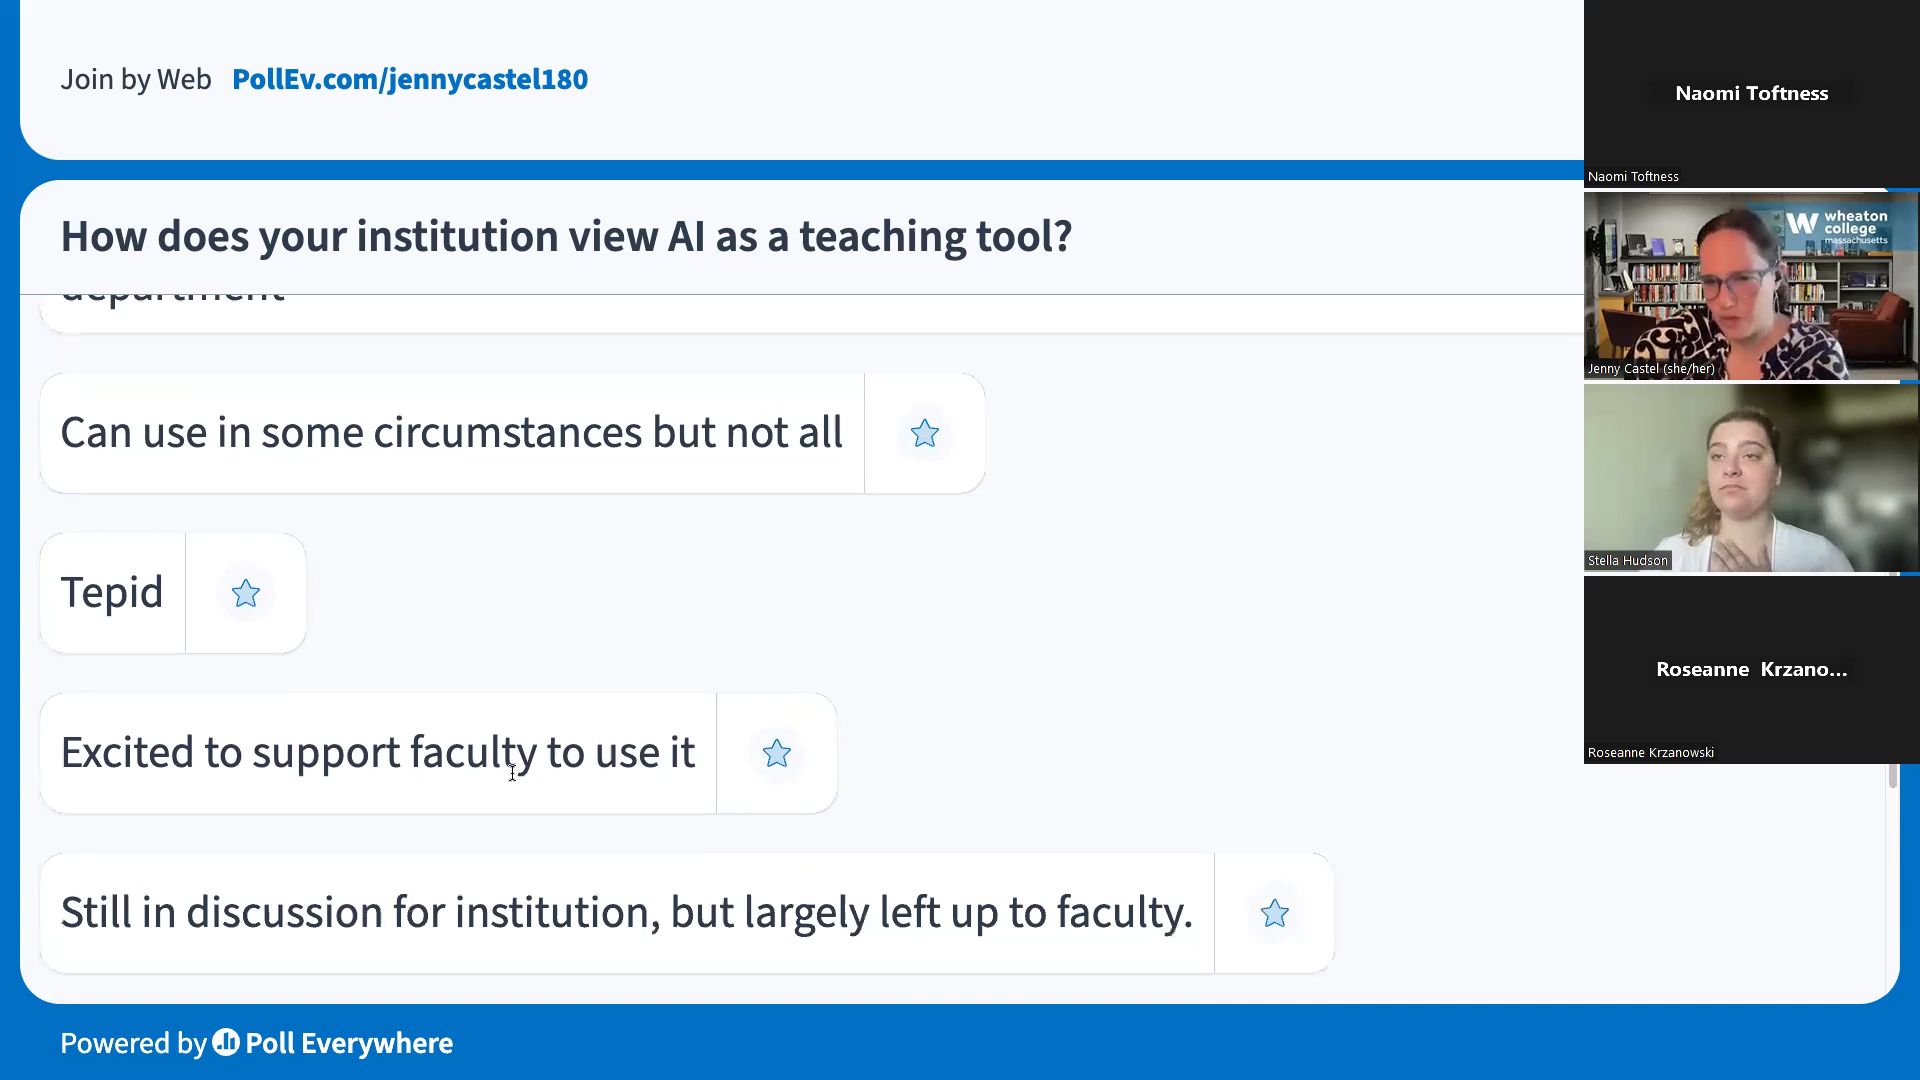 Join by Web PollEv.com/jennycastel180
How does your institution view AI as a teaching tool?
department
Can use in some circumstances but not all
Tepid
Excited to support faculty to use it
Still in discussion for institution, but largely left up to faculty.
Powered by Poll Everywhere
Naomi Toftness
Naomi Toftness
W wheaton
college
massachusetts
Jenny Castel (she/her)
Stella Hudson
Roseanne Krzano...
Roseanne Krzanowski